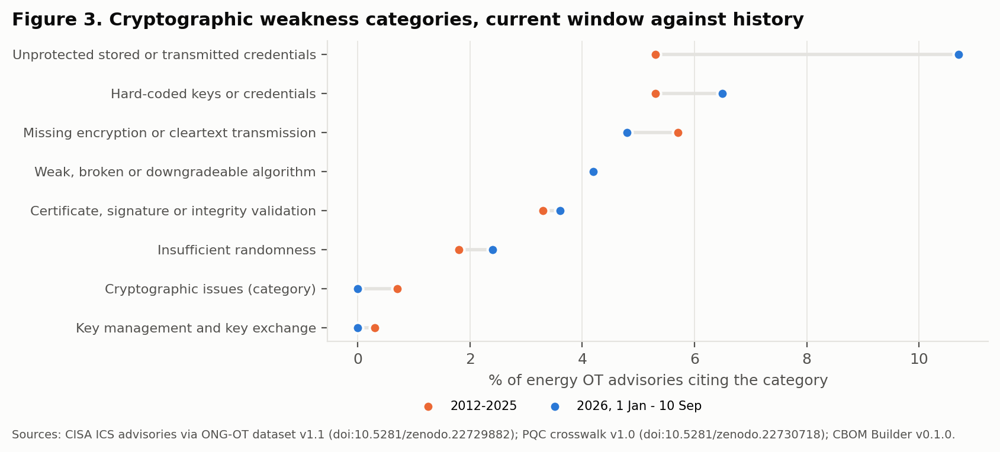 Figure 3. Cryptographic weakness categories, current window against history
Unprotected stored or transmitted credentials
Hard-coded keys or credentials
Missing encryption or cleartext transmission
Weak, broken or downgradeable algorithm
Certificate, signature or integrity validation
Insufficient randomness
Cryptographic issues (category)
Key management and key exchange
0 2 4 6 8 10
% of energy OT advisories citing the category
2012-2025 2026, 1 Jan - 10 Sep
Sources: CISA ICS advisories via ONG-OT dataset v1.1 (doi:10.5281/zenodo.22729882); PQC crosswalk v1.0 (doi:10.5281/zenodo.22730718); CBOM Builder v0.1.0.